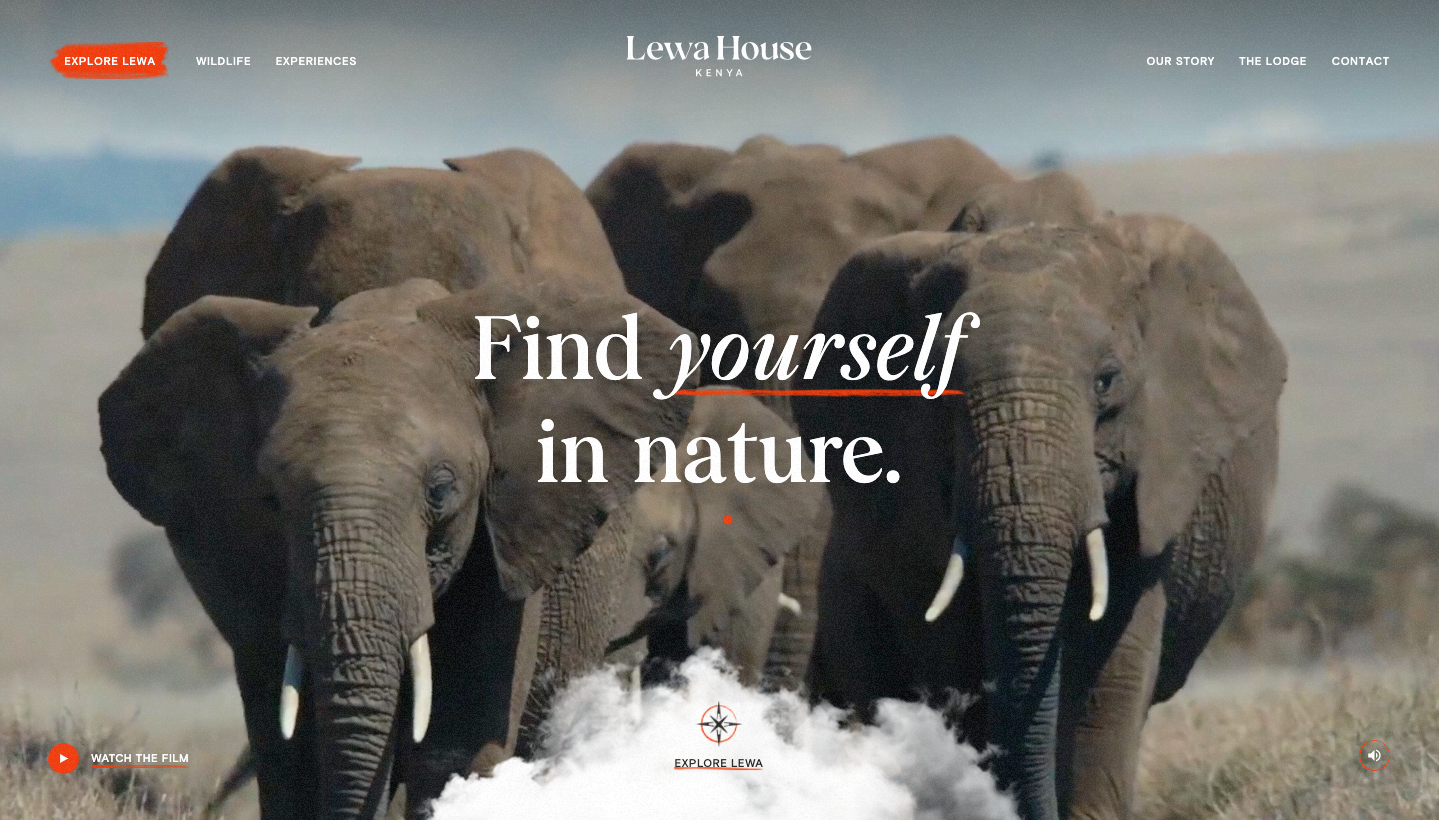 EXPLORE LEWA
WILDLIFE
EXPERIENCES
Lewa House
KENYA
OUR STORY
THE LODGE
CONTACT
Find yourself
in nature.
WATCH THE FILM
EXPLORE LEWA